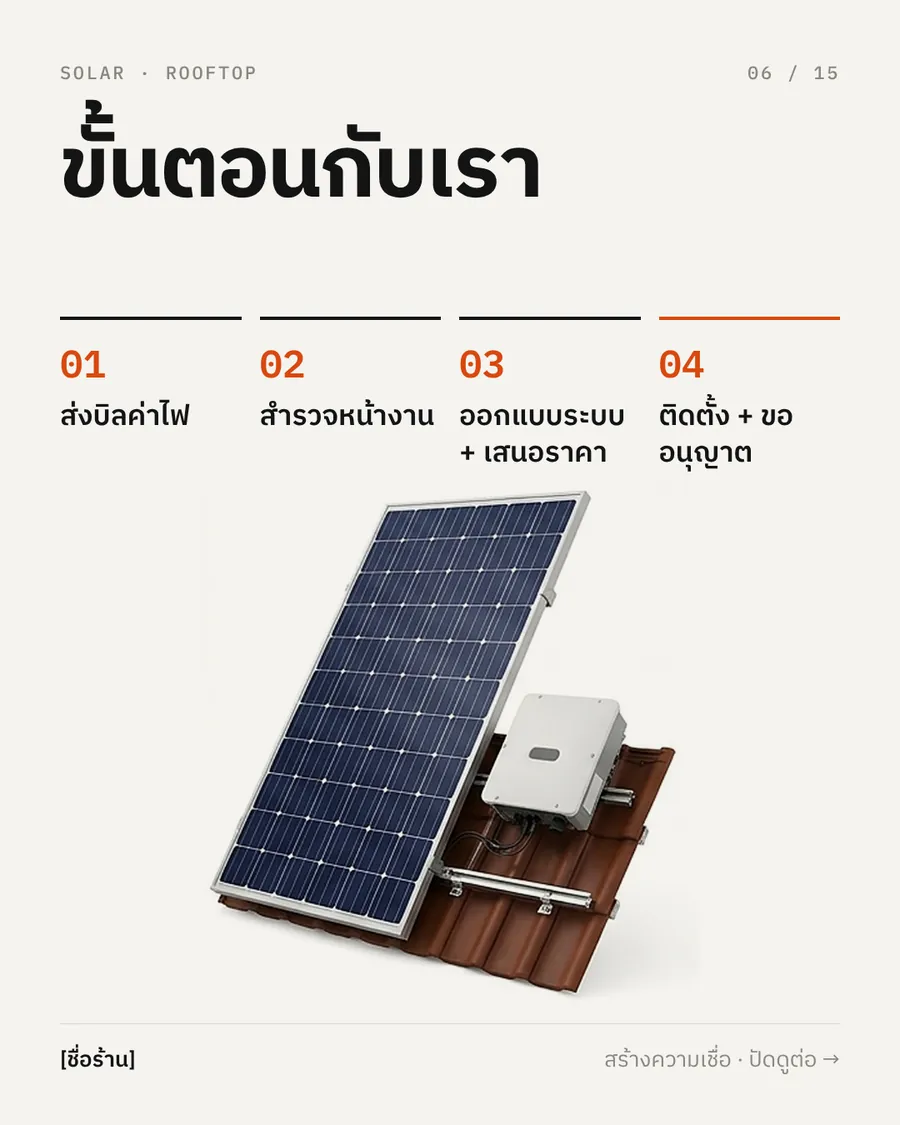 SOLAR · ROOFTOP
06 / 15
ขั้นตอนกับเรา
01
ส่งบิลค่าไฟ
02
สำรวจหน้างาน
03
ออกแบบระบบ
+ เสนอราคา
04
ติดตั้ง + ขอ
อนุญาต
[ชื่อร้าน]
สร้างความเชื่อ · ปัดดูต่อ →